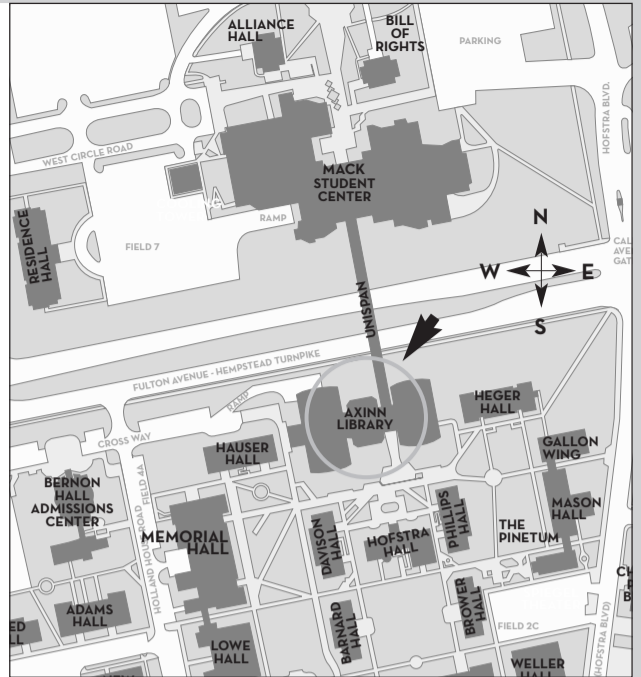 ALLIANCE
HALL
BILL
OF
RIGHTS
PARKING
HOFSTRA BLVD.
WEST CIRCLE ROAD
MACK
STUDENT
CENTER
RESIDENCE
HALL
FIELD 7
RAMP
N
W
E
S
UNISPAN
FULTON AVENUE - HEMPSTEAD TURNPIKE
RAMP
AXINN
LIBRARY
HEGER
HALL
CROSS WAY
HAUSER
HALL
GALLON
WING
BERNON
HALL
ADMISSIONS
CENTER
FIELD 4A
HOLLAND HOUSE ROAD
MEMORIAL
HALL
DAVISON
HALL
HOFSTRA
HALL
PHILLIPS
HALL
THE
PINETUM
MASON
HALL
ADAMS
HALL
LOWE
HALL
BARNARD
HALL
BROWER
HALL
FIELD 2C
WELLER
HALL
(HOFSTRA BLVD)